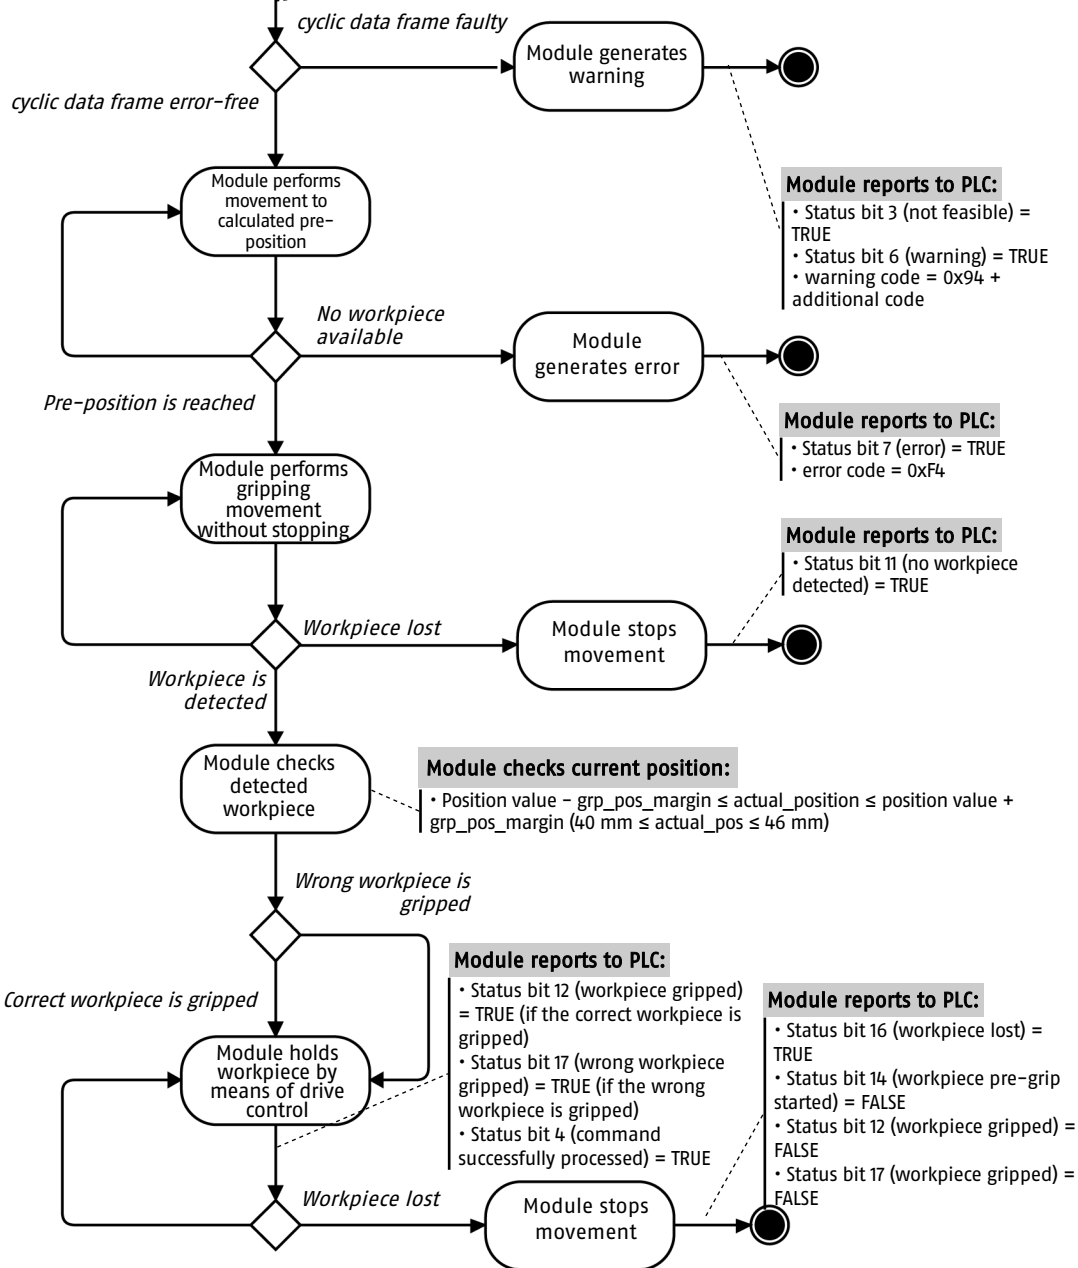 cyclic data frame faulty
Module generates
warning
cyclic data frame error-free
Module performs
movement to
calculated pre-
position
Module reports to PLC:
• Status bit 3 (not feasible) =
TRUE
• Status bit 6 (warning) = TRUE
• warning code = 0x94 +
additional code
No workpiece
available
Module
generates error
Pre-position is reached
Module reports to PLC:
• Status bit 7 (error) = TRUE
• error code = 0xF4
Module performs
gripping
movement
without stopping
Module reports to PLC:
• Status bit 11 (no workpiece
detected) = TRUE
Workpiece lost
Module stops
movement
Workpiece is
detected
Module checks
detected
workpiece
Module checks current position:
• Position value - grp_pos_margin ≤ actual_position ≤ position value +
grp_pos_margin (40 mm ≤ actual_pos ≤ 46 mm)
Wrong workpiece is
gripped
Correct workpiece is gripped
Module holds
workpiece by
means of drive
control
Module reports to PLC:
• Status bit 12 (workpiece gripped)
= TRUE (if the correct workpiece is
gripped)
• Status bit 17 (wrong workpiece
gripped) = TRUE (if the wrong
workpiece is gripped)
• Status bit 4 (command
successfully processed) = TRUE
Module reports to PLC:
• Status bit 16 (workpiece lost) =
TRUE
• Status bit 14 (workpiece pre-grip
started) = FALSE
• Status bit 12 (workpiece gripped) =
FALSE
• Status bit 17 (workpiece gripped) =
FALSE
Workpiece lost
Module stops
movement